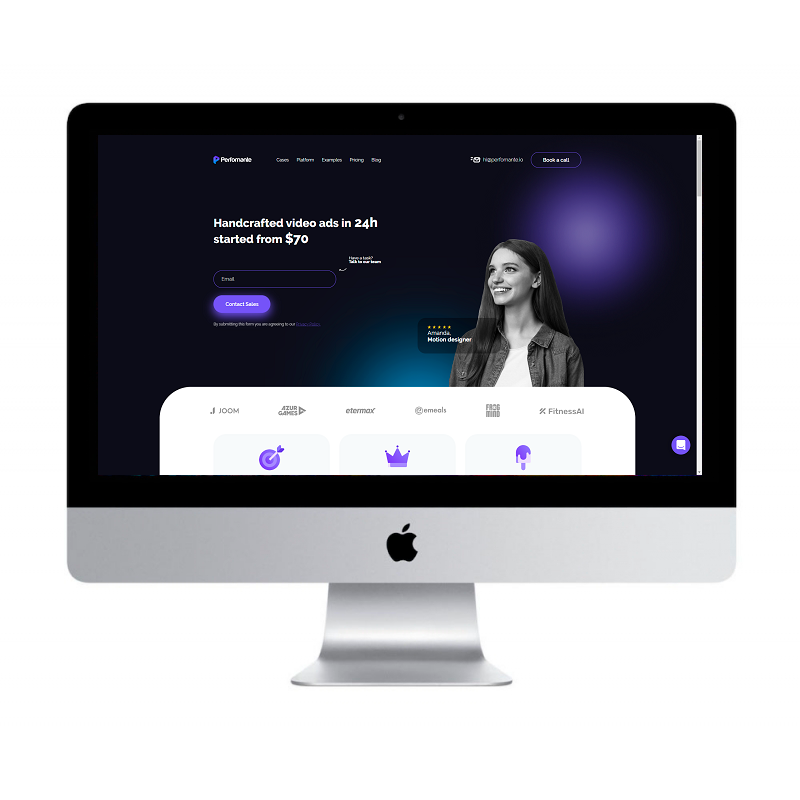 Perfomante
Cases Platform Examples Pricing Blog
hi@perfomante.io
Book a call
Handcrafted video ads in 24h
started from $70
Have a task?
Talk to our team
Email
Contact Sales
By submitting this form you are agreeing to our Privacy Policy
Amanda,
Motion designer
JOOM
AZUR
GAMES
etermax
@emeals
FROG
MIND
FitnessAI